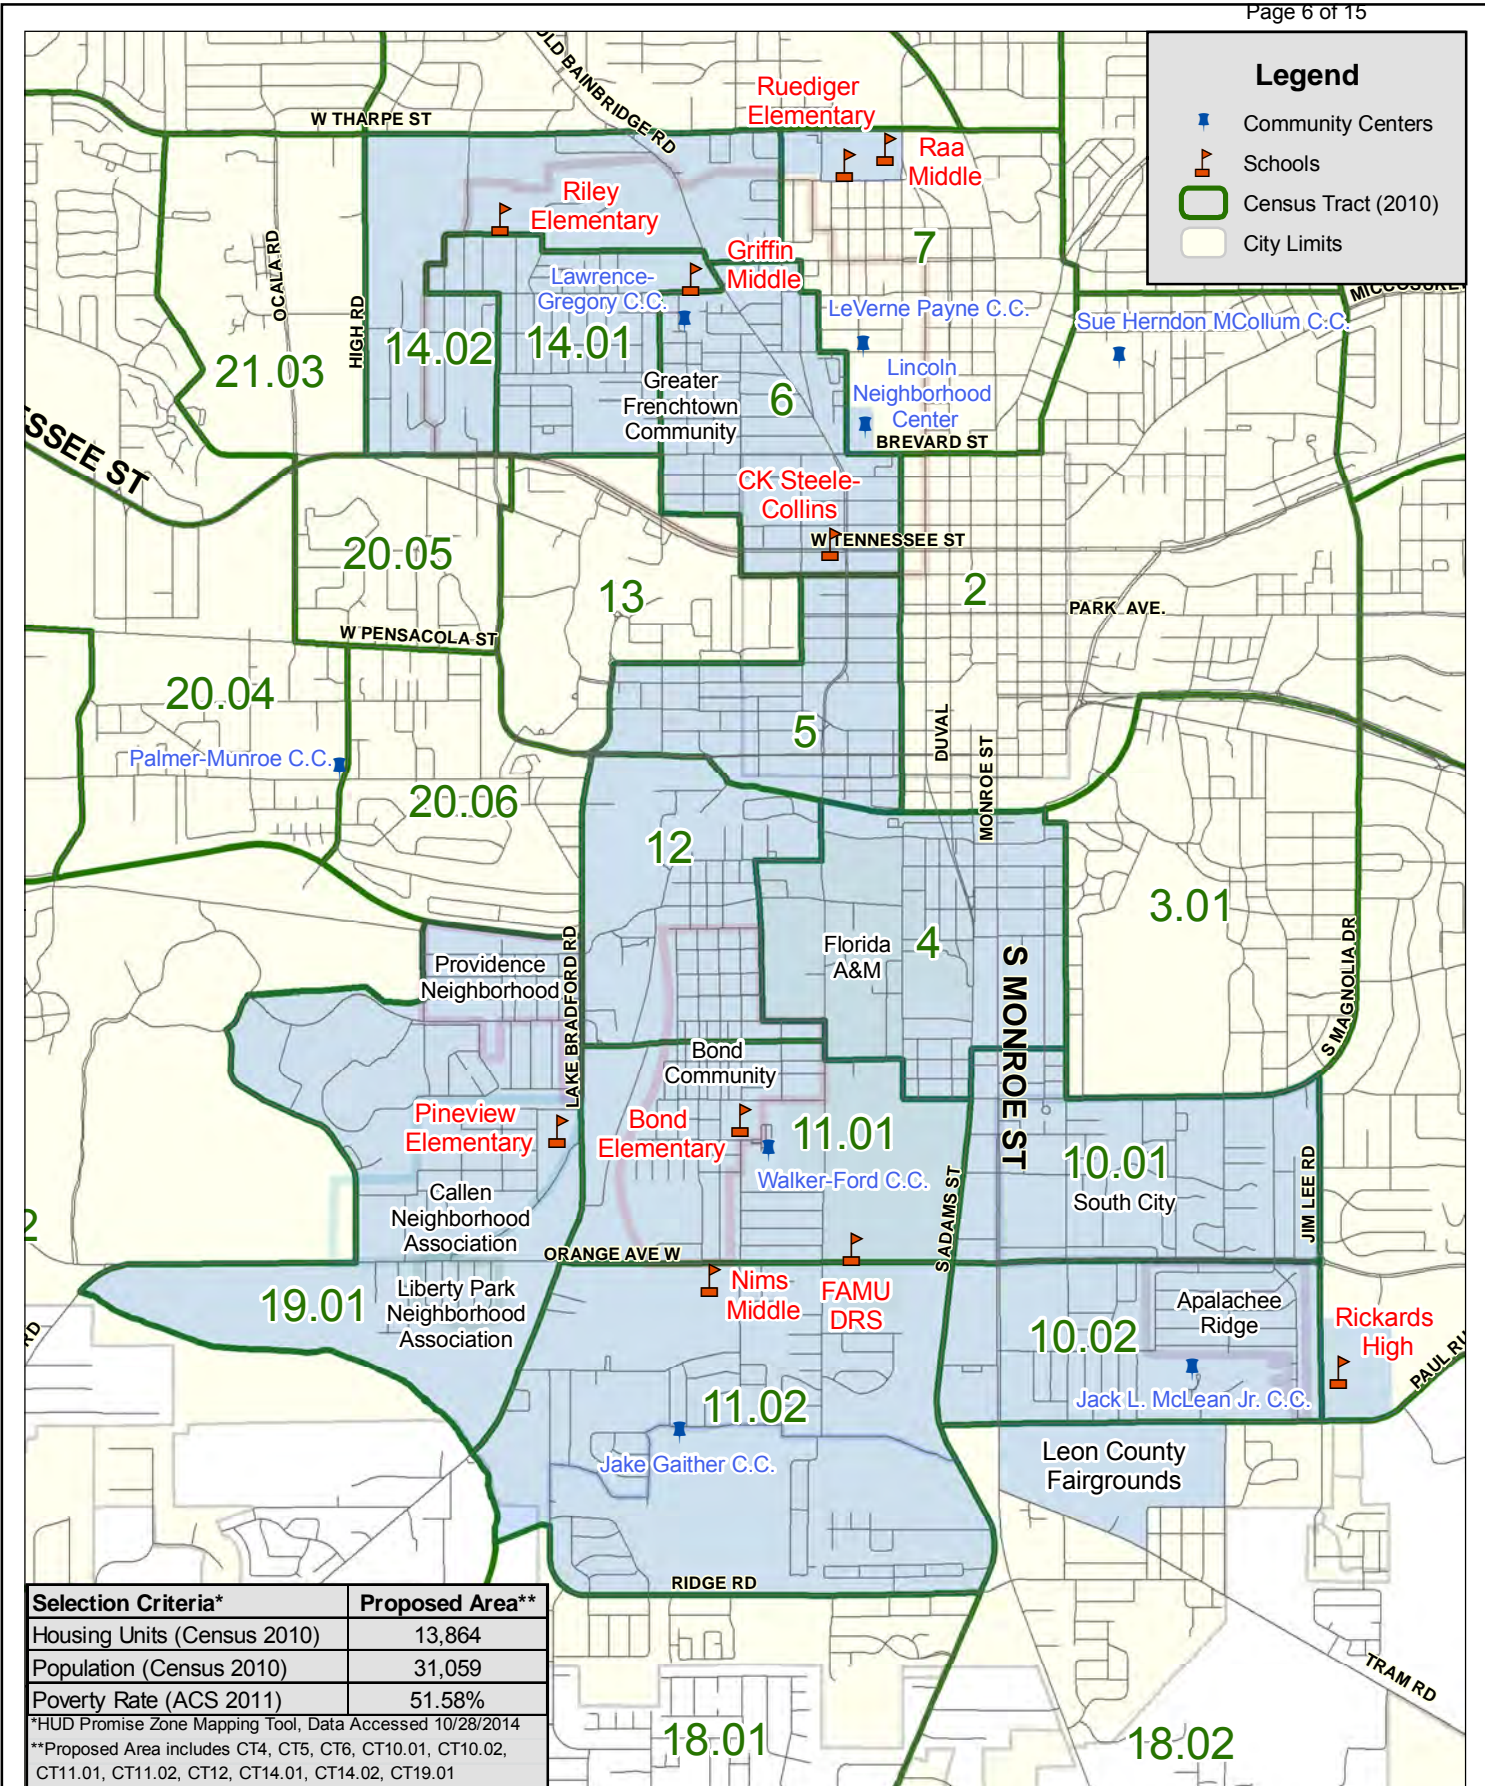 Page 6 of 15
Legend
Community Centers
Schools
Census Tract (2010)
City Limits
OLD BAINBRIDGE RD
W THARPE ST
Ruediger
Elementary
Raa
Middle
Riley
Elementary
Griffin
Middle
7
OCALA RD
HIGH RD
Lawrence-
Gregory C.C.
LeVerne Payne C.C.
Sue Herndon MCollum C.C.
21.03
14.02
14.01
Greater
Frenchtown
Community
6
Lincoln
Neighborhood
Center
BREVARD ST
SSEE ST
CK Steele-
Collins
W TENNESSEE ST
20.05
13
2
PARK AVE.
W PENSACOLA ST
20.04
5
DUVAL
MONROE ST
Palmer-Munroe C.C.
20.06
12
3.01
4
Florida
A&M
S MONROE ST
S MAGNOLIA DR
Providence
Neighborhood
LAKE BRADFORD RD
Bond
Community
Pineview
Elementary
Bond
Elementary
11.01
Walker-Ford C.C.
10.01
South City
JIM LEE RD
S ADAMS ST
Callen
Neighborhood
Association
ORANGE AVE W
2
19.01
Liberty Park
Neighborhood
Association
Nims
Middle
FAMU
DRS
10.02
Apalachee
Ridge
Rickards
High
RD
PAUL RU
Jack L. McLean Jr. C.C.
11.02
Jake Gaither C.C.
Leon County
Fairgrounds
RIDGE RD
TRAM RD
18.01
18.02
Selection Criteria* Proposed Area**
Housing Units (Census 2010) 13,864
Population (Census 2010) 31,059
Poverty Rate (ACS 2011) 51.58%
*HUD Promise Zone Mapping Tool, Data Accessed 10/28/2014
**Proposed Area includes CT4, CT5, CT6, CT10.01, CT10.02,
CT11.01, CT11.02, CT12, CT14.01, CT14.02, CT19.01